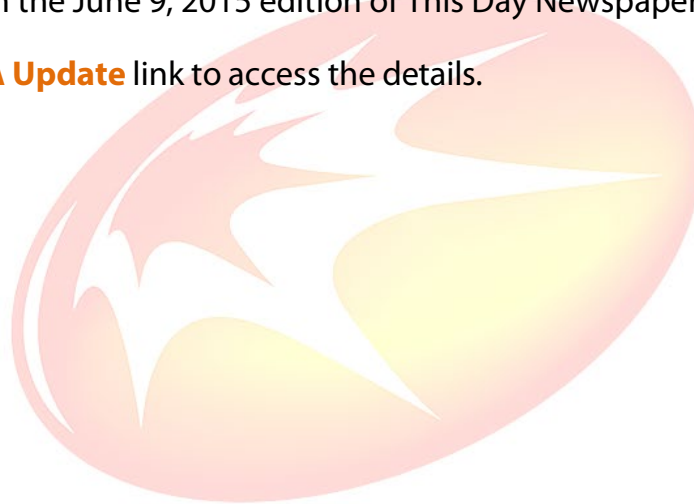 the June 9, 2015 edition of This Day Newspaper
Update link to access the details.